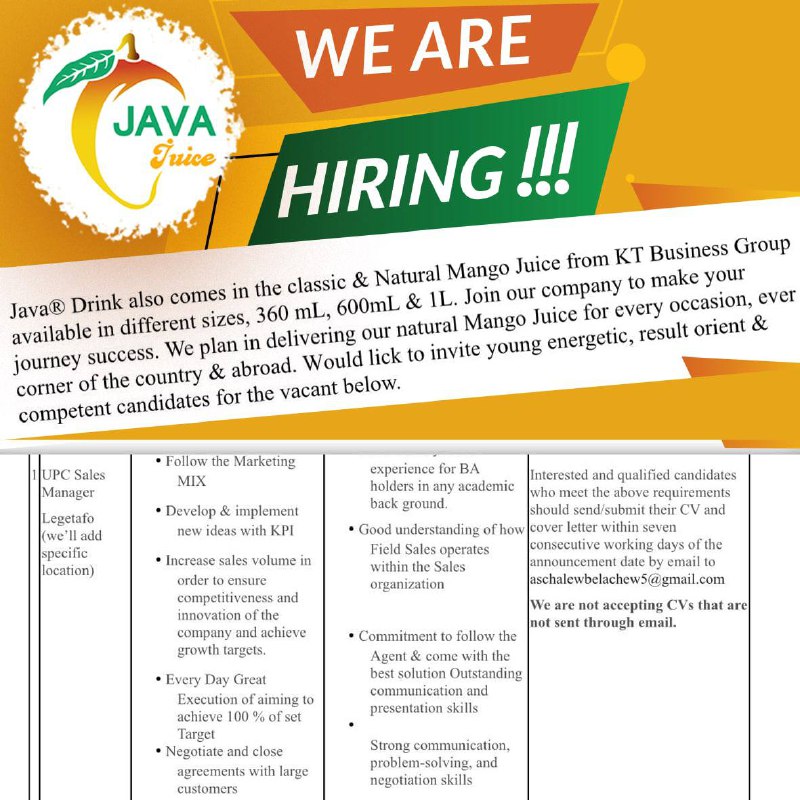 JAVA
Juice
WE ARE
HIRING !!!
Java® Drink also comes in the classic & Natural Mango Juice from KT Business Group
available in different sizes, 360 mL, 600mL & 1L. Join our company to make your
journey success. We plan in delivering our natural Mango Juice for every occasion, ever
corner of the country & abroad. Would lick to invite young energetic, result orient &
competent candidates for the vacant below.
1
UPC Sales
Manager
Legetafo
(we’ll add
specific
location)
• Follow the Marketing
MIX
• Develop & implement
new ideas with KPI
• Increase sales volume in
order to ensure
competitiveness and
innovation of the
company and achieve
growth targets.
• Every Day Great
Execution of aiming to
achieve 100 % of set
Target
• Negotiate and close
agreements with large
customers
experience for BA
holders in any academic
back ground.
• Good understanding of how
Field Sales operates
within the Sales
organization
• Commitment to follow the
Agent & come with the
best solution Outstanding
communication and
presentation skills
•
Strong communication,
problem-solving, and
negotiation skills
Interested and qualified candidates
who meet the above requirements
should send/submit their CV and
cover letter within seven
consecutive working days of the
announcement date by email to
aschalewbelachew5@gmail.com
We are not accepting CVs that are
not sent through email.